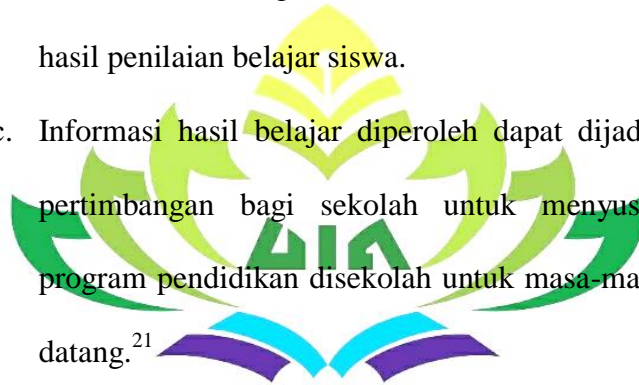 hasil penilaian belajar siswa.
c. Informasi hasil belajar diperoleh dapat dijad
pertimbangan bagi sekolah untuk menyus
UIN
program pendidikan disekolah untuk masa-ma
datang.21